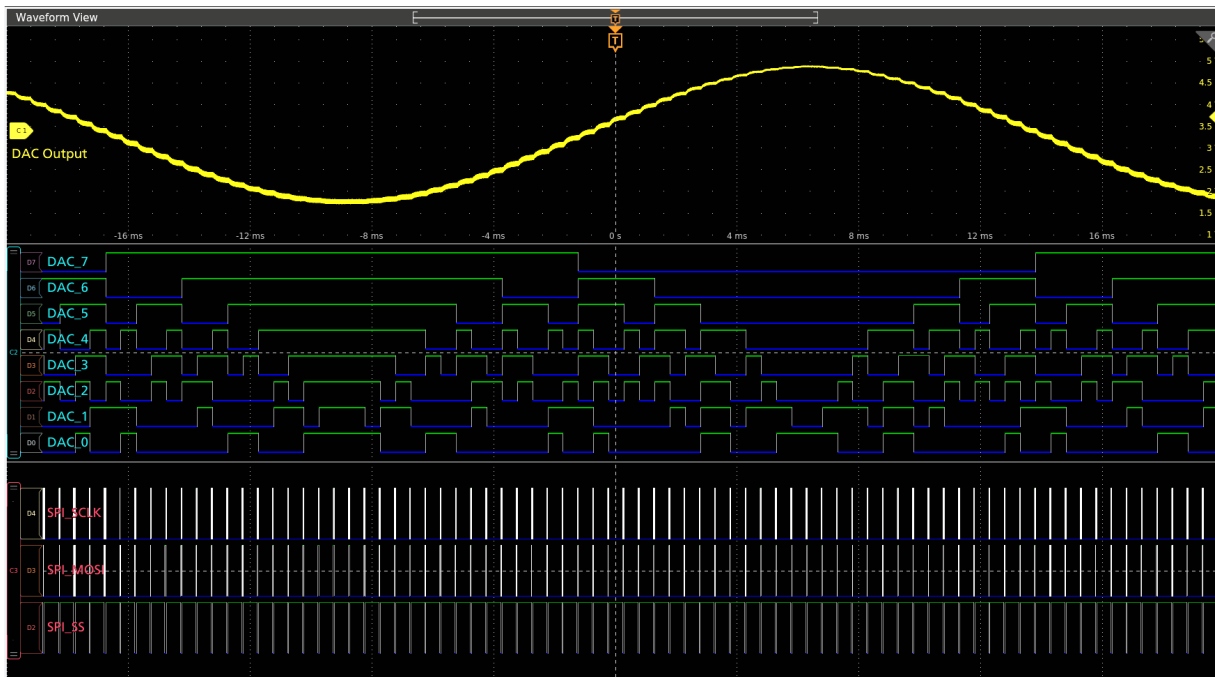 Waveform View
T
T
5
4.5
4
3.5
3
2.5
2
1.5
1
C 1
DAC Output
-16 ms -12 ms -8 ms -4 ms 0 s 4 ms 8 ms 12 ms 16 ms
D7 DAC_7
D6 DAC_6
D5 DAC_5
D4 DAC_4
C2
D3 DAC_3
D2 DAC_2
D1 DAC_1
D0 DAC_0
D4 SPI_SCLK
C3 D3 SPI_MOSI
D2 SPI_SS